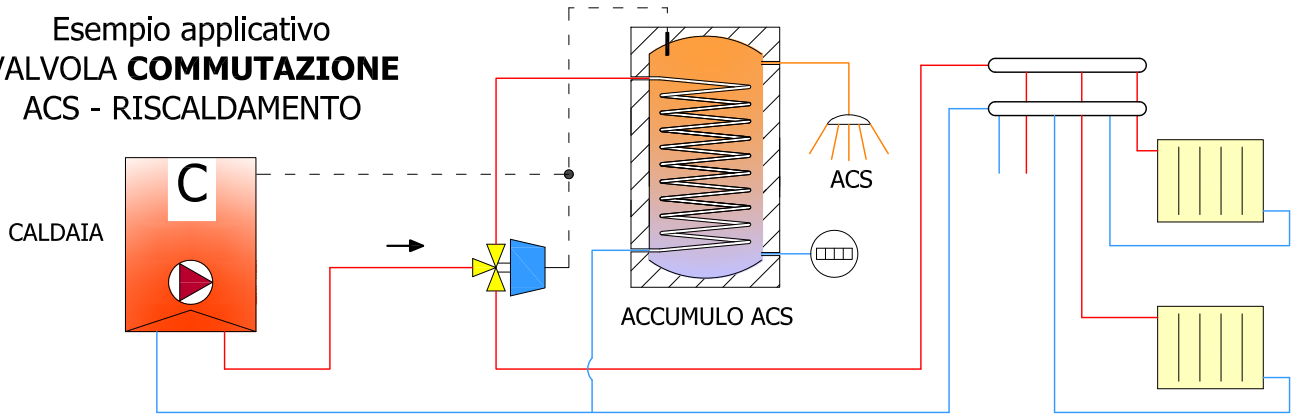 Esempio applicativo
VALVOLA COMMUTAZIONE
ACS - RISCALDAMENTO
C
CALDAIA
ACS
ACCUMULO ACS